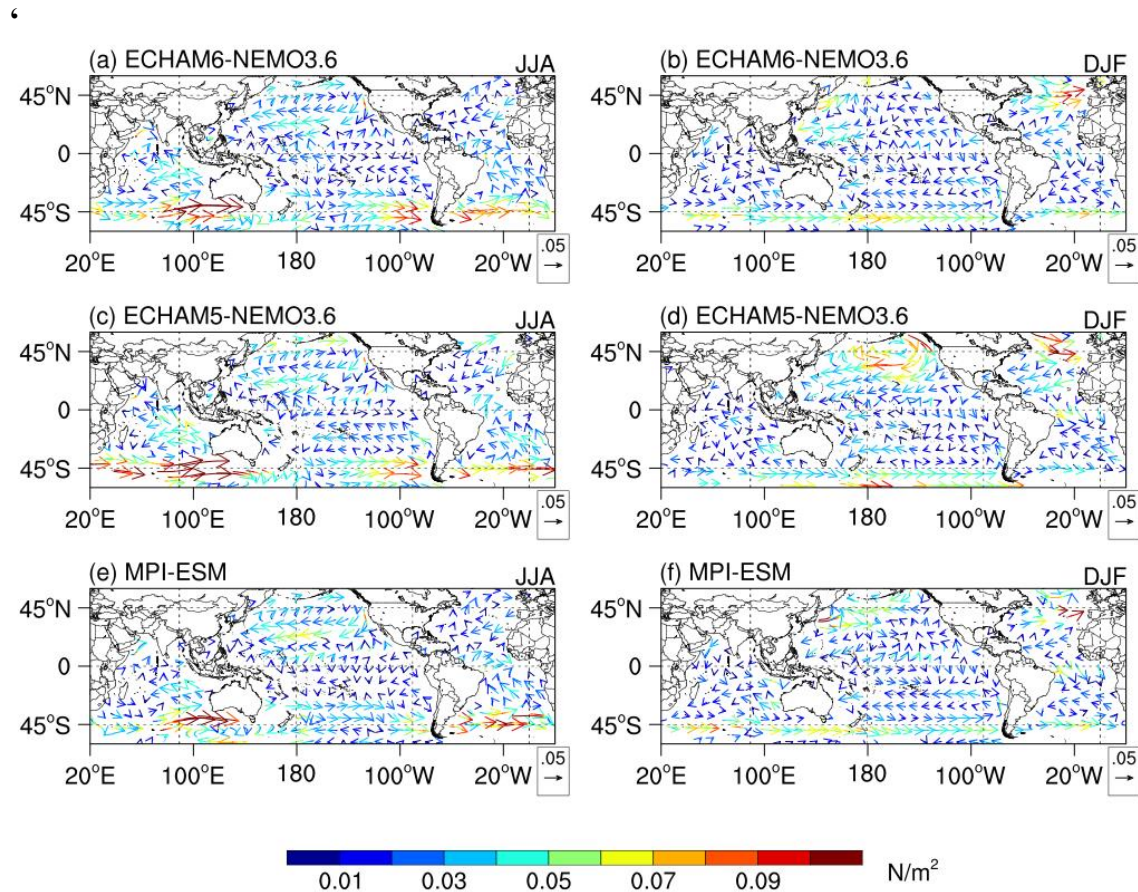 ‘
(a) ECHAM6-NEMO3.6 JJA
45°N
0
45°S
20°E 100°E 180 100°W 20°W
.05
(b) ECHAM6-NEMO3.6 DJF
45°N
0
45°S
20°E 100°E 180 100°W 20°W
.05
(c) ECHAM5-NEMO3.6 JJA
45°N
0
45°S
20°E 100°E 180 100°W 20°W
.05
(d) ECHAM5-NEMO3.6 DJF
45°N
0
45°S
20°E 100°E 180 100°W 20°W
.05
(e) MPI-ESM JJA
45°N
0
45°S
20°E 100°E 180 100°W 20°W
.05
(f) MPI-ESM DJF
45°N
0
45°S
20°E 100°E 180 100°W 20°W
.05
0.01 0.03 0.05 0.07 0.09 N/m²